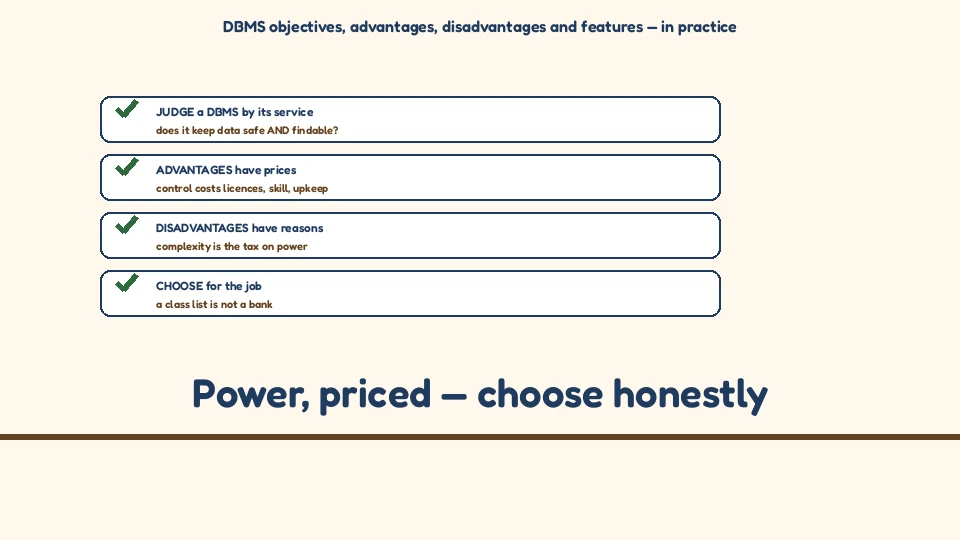 DBMS objectives, advantages, disadvantages and features — in practice
JUDGE a DBMS by its service
does it keep data safe AND findable?
ADVANTAGES have prices
control costs licences, skill, upkeep
DISADVANTAGES have reasons
complexity is the tax on power
CHOOSE for the job
a class list is not a bank
Power, priced — choose honestly